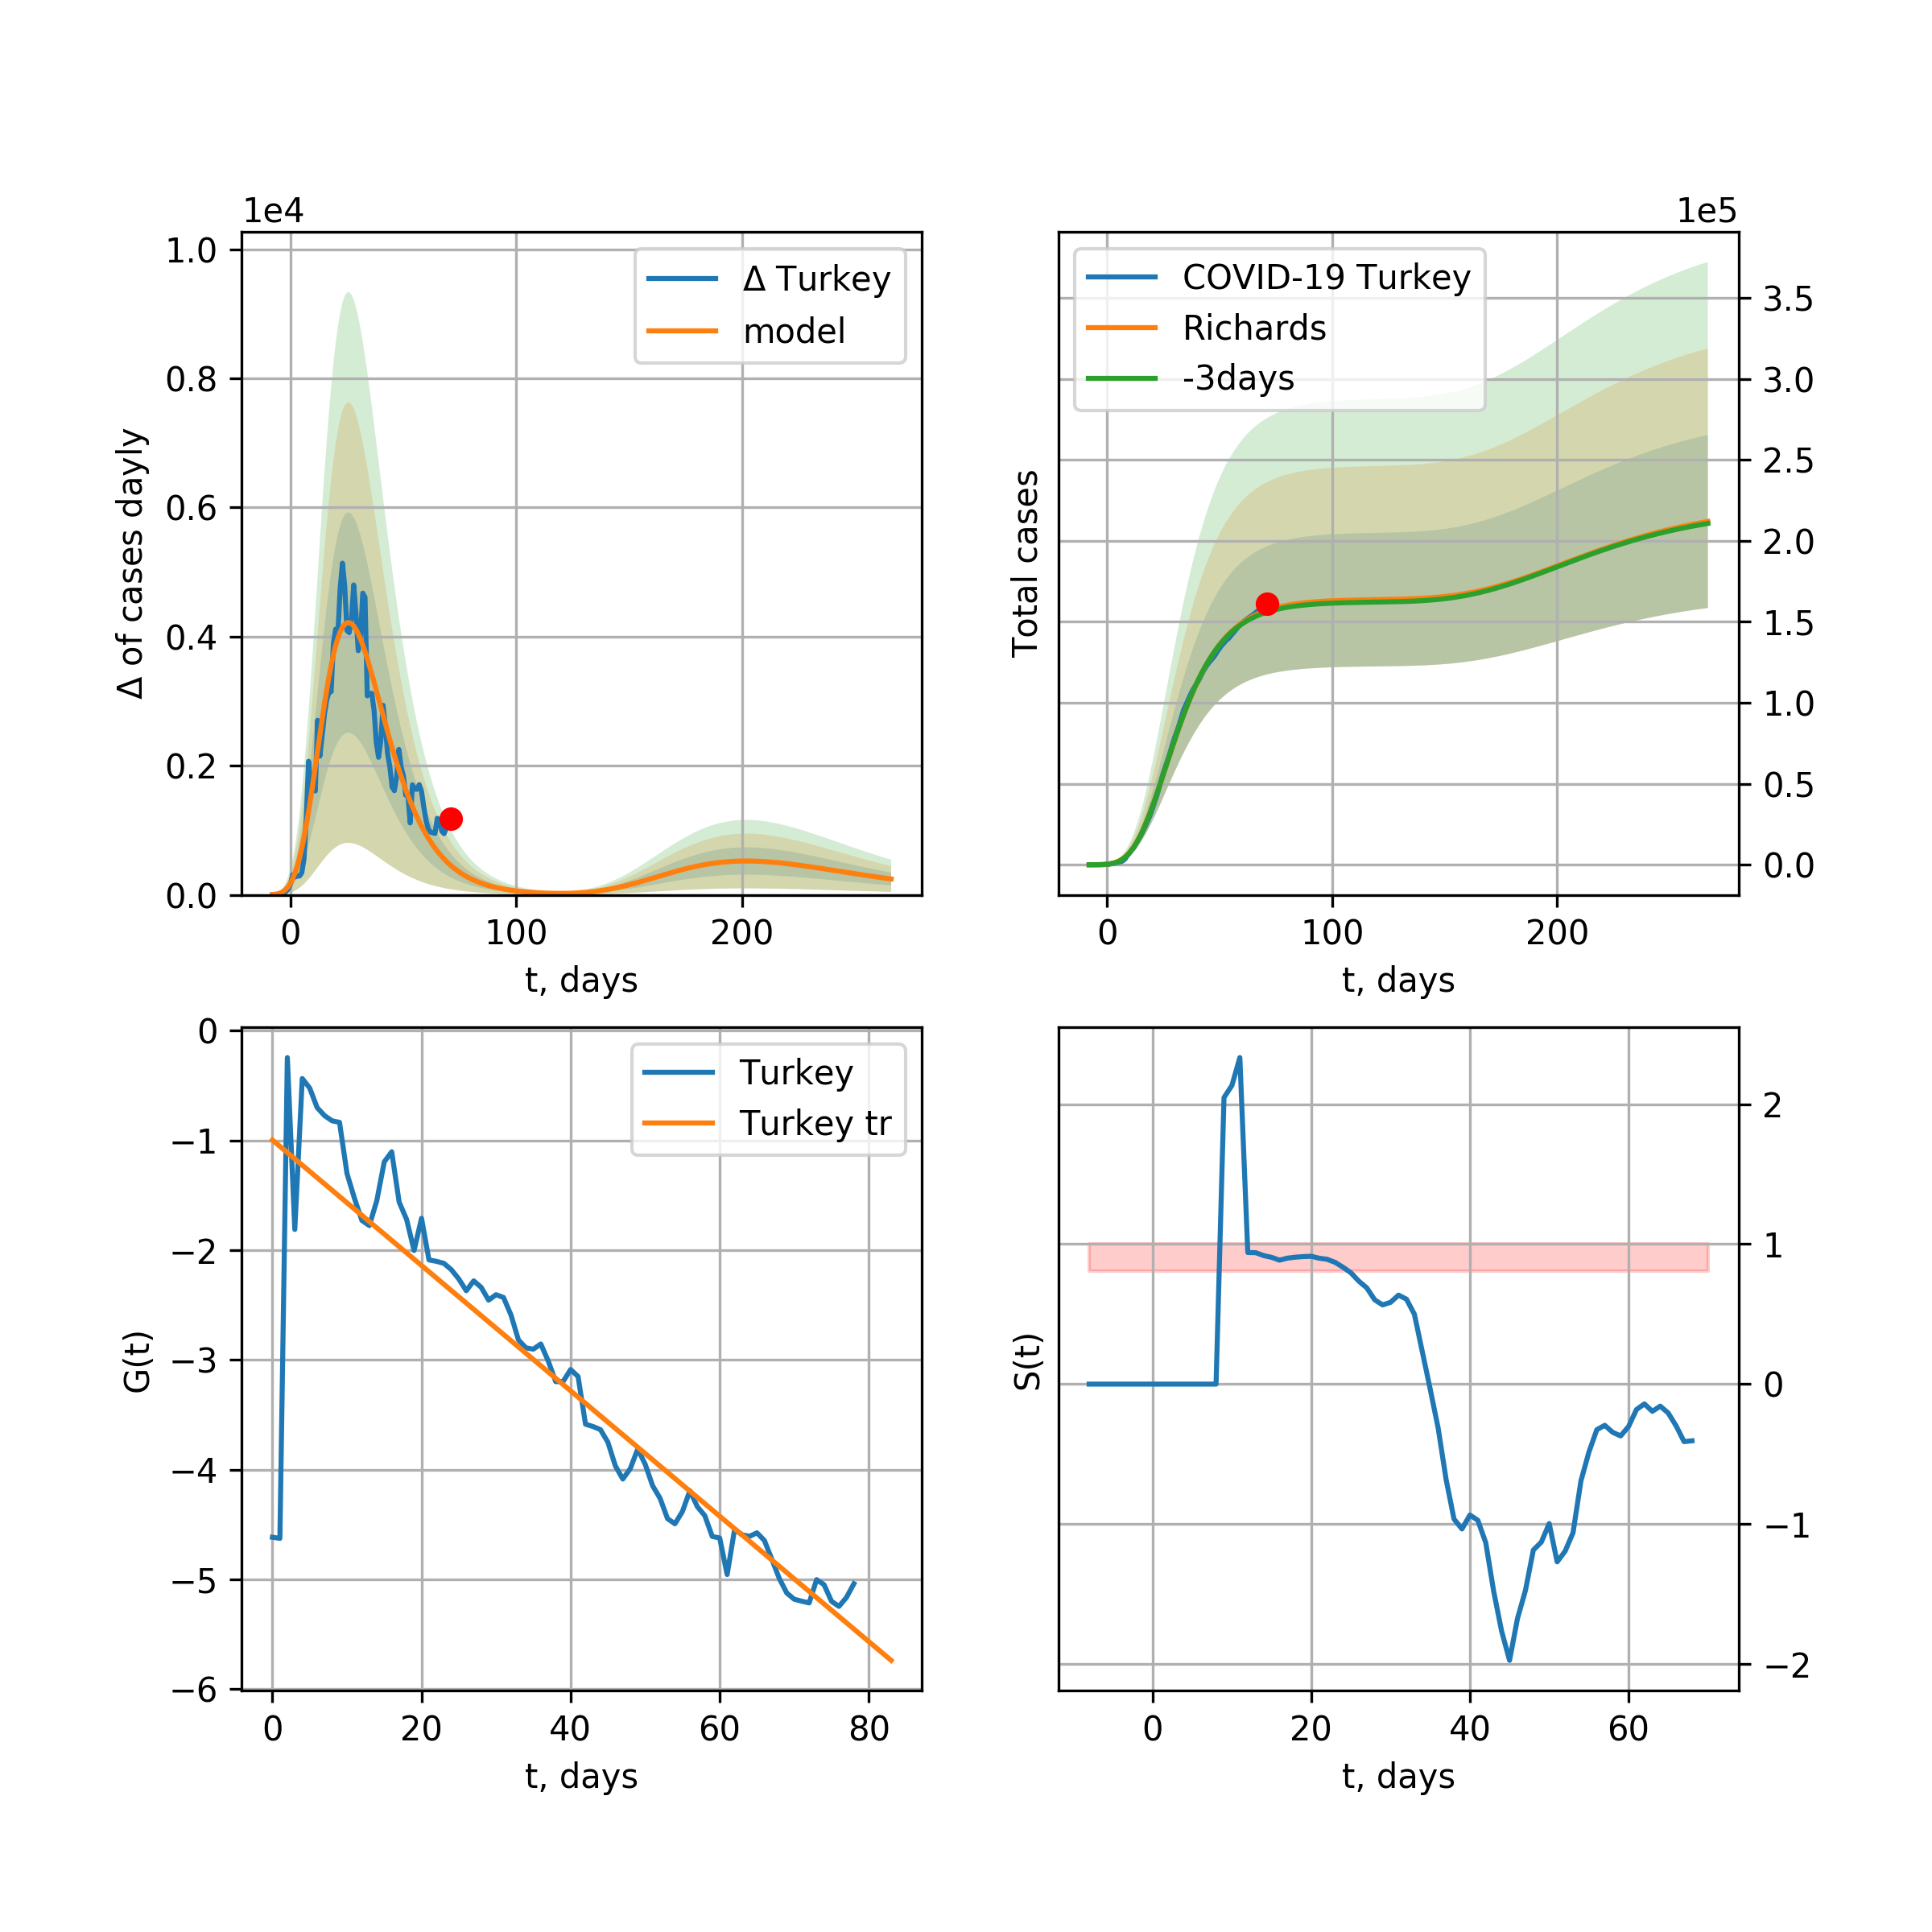 1e4
Δ of cases dayly
1.0
0.8
0.6
0.4
0.2
0.0
0 100 200
t, days
Δ Turkey
model
1e5
Total cases
COVID-19 Turkey
Richards
-3days
3.5
3.0
2.5
2.0
1.5
1.0
0.5
0.0
0 100 200
t, days
G(t)
0
−1
−2
−3
−4
−5
−6
0 20 40 60 80
t, days
Turkey
Turkey tr
S(t)
2
1
0
−1
−2
0 20 40 60
t, days